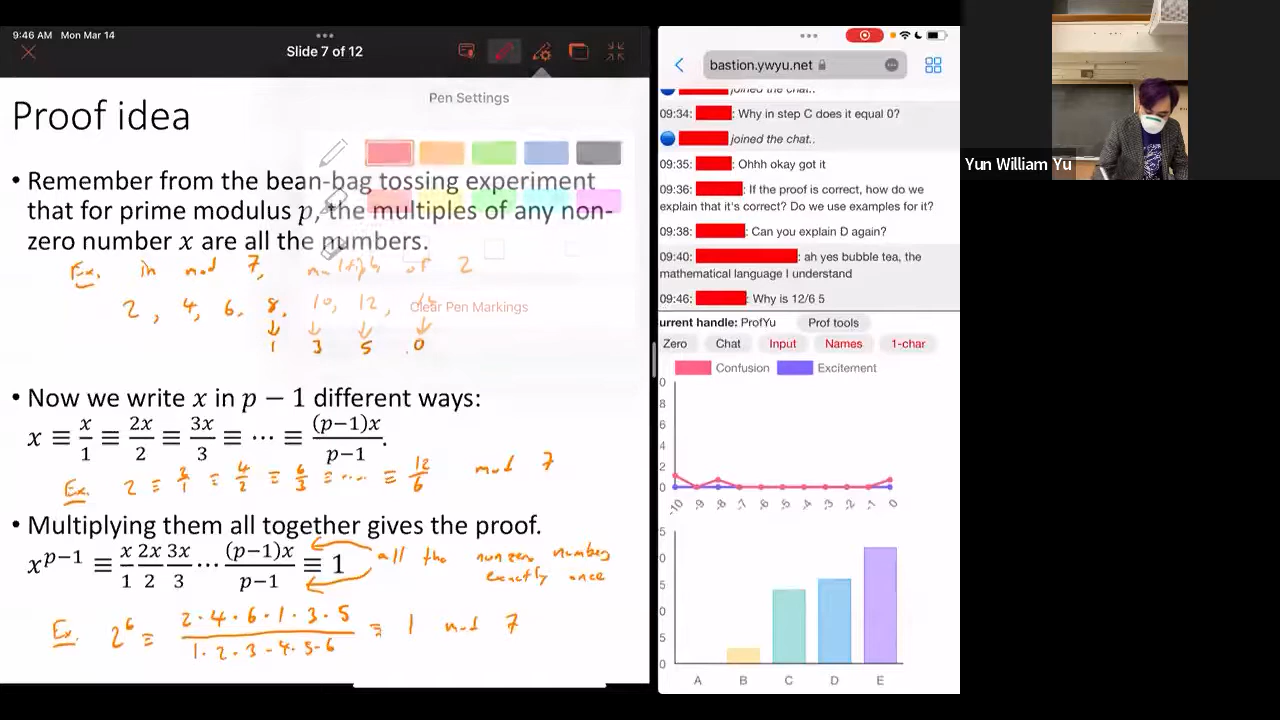 9:46 AM Mon Mar 14
Slide 7 of 12
Pen Settings
Proof idea
• Remember from the bean-bag tossing experiment
that for prime modulus p, the multiples of any non-
zero number x are all the numbers.
Ex. in mod 7, multiples of 2
2, 4, 6, 8, 10, 12,
Clear Pen Markings
↓ ↓ ↓ ↓
1 3 5 0
• Now we write x in p − 1 different ways:
x ≡ x/1 ≡ 2x/2 ≡ 3x/3 ≡ ⋯ ≡ (p−1)x/p−1.
Ex. 2 ≡ 2/1 ≡ 4/2 ≡ 6/3 ≡ .... ≡ 12/6 mod 7
• Multiplying them all together gives the proof.
x^{p−1} ≡ x/1 2x/2 3x/3 ⋯ (p−1)x/p−1 ≡ 1
all the nonzero numbers
exactly once
Ex. 2^6 ≡ 2·4·6·1·3·5/1·2·3·4·5·6 ≡ 1 mod 7
bastion.ywyu.net
joined the chat..
09:34: : Why in step C does it equal 0?
joined the chat..
09:35: : Ohhh okay got it
09:36: : If the proof is correct, how do we
explain that it's correct? Do we use examples for it?
09:38: : Can you explain D again?
09:40: : ah yes bubble tea, the
mathematical language I understand
09:46: : Why is 12/6 5
urrent handle: ProfYu Prof tools
Zero Chat Input Names 1-char
Confusion Excitement
0
8
6
4
2
0
-10 -9 -8 -7 -6 -5 -4 -3 -2 -1 0
5
0
5
0
5
0
A B C D E
Yun William Yu